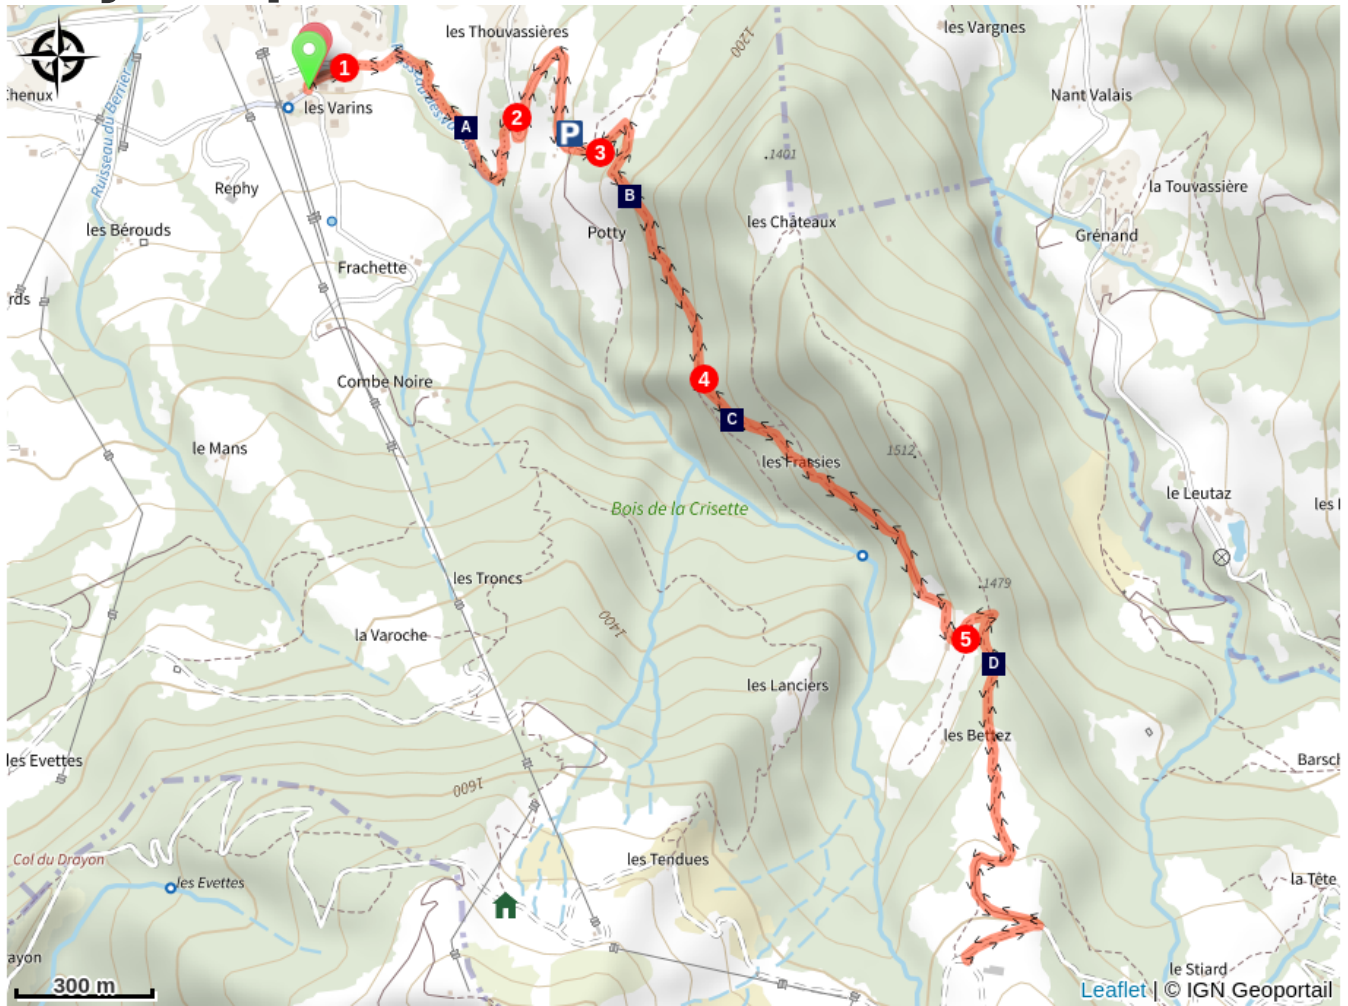 les Thouvassières
1200
les Vargnes
1
Chenux
les Varins
Nant Valais
A
2
P
3
1401
Ruisseau du Berrier
Rephy
B
la Touvassière
les Bérouds
Potty
les Châteaux
Grénand
Frachette
rds
Combe Noire
4
C
le Mans
les Frassies
1512
le Leutaz
les
Bois de la Crisette
les Troncs
1479
1400
la Varoche
5
D
les Lanciers
les Bettez
les Evettes
1600
Barsch
Col du Drayon
les Tendues
les Evettes
la Tête
ayon
le Stiard
300 m
Leaflet | © IGN Geoportail